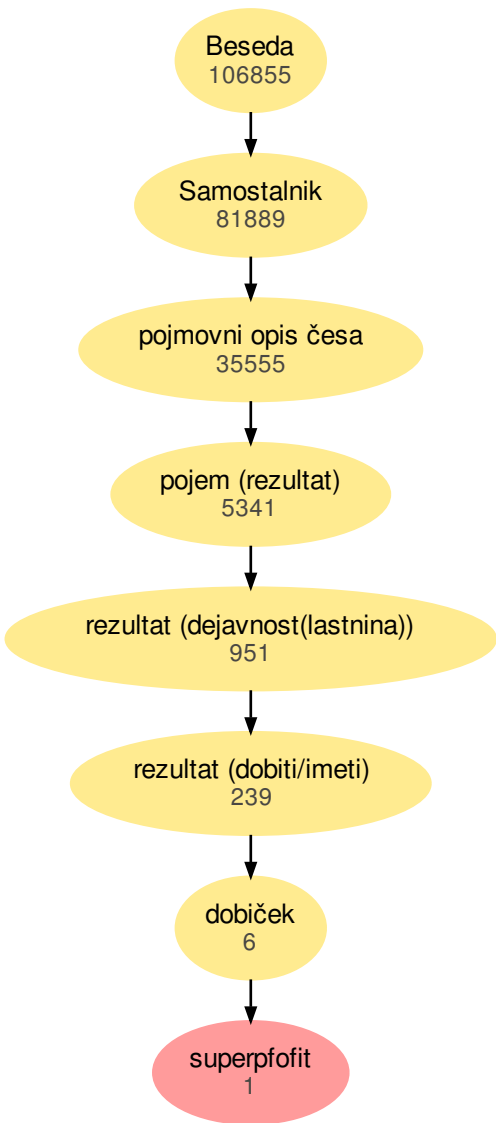 Beseda
106855
Samostalnik
81889
pojmovni opis česa
35555
pojem (rezultat)
5341
rezultat (dejavnost(lastnina))
951
rezultat (dobiti/imeti)
239
dobiček
6
superpfofit
1